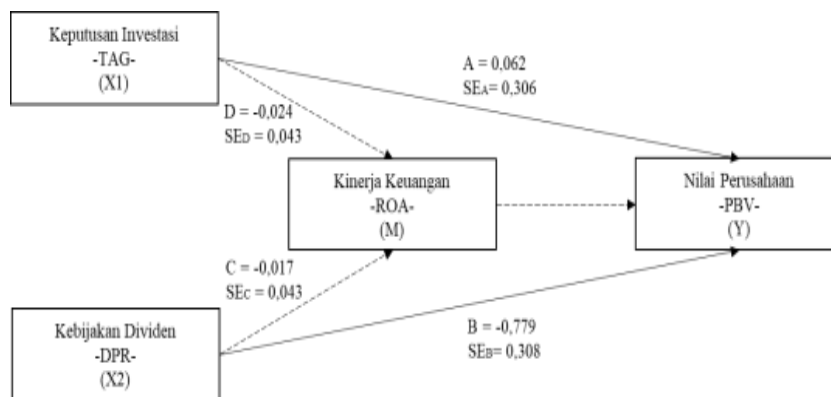 Keputusan Investasi
-TAG-
(X1)
A = 0,062
SEA= 0,306
D = -0,024
SED = 0,043
Kinerja Keuangan
-ROA-
(M)
Nilai Perusahaan
-PBV-
(Y)
C = -0,017
SEC = 0,043
Kebijakan Dividen
-DPR-
(X2)
B = -0,779
SEB= 0,308